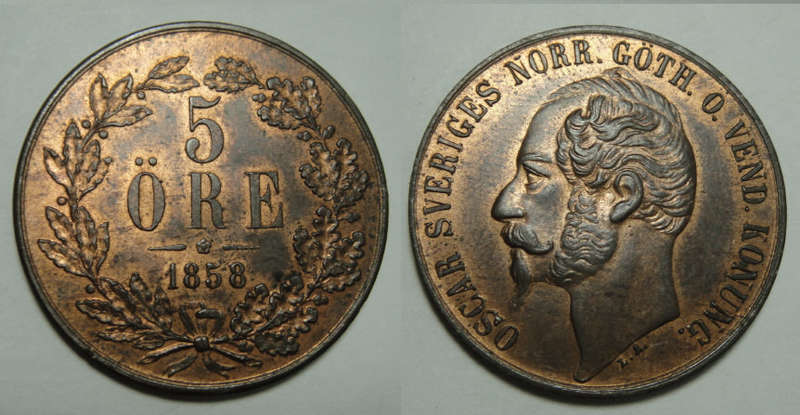 5
ÖRE
1858
OSCAR SVERIGES NORR. GÖTH. O. VEND. KONUNG.
L.A.